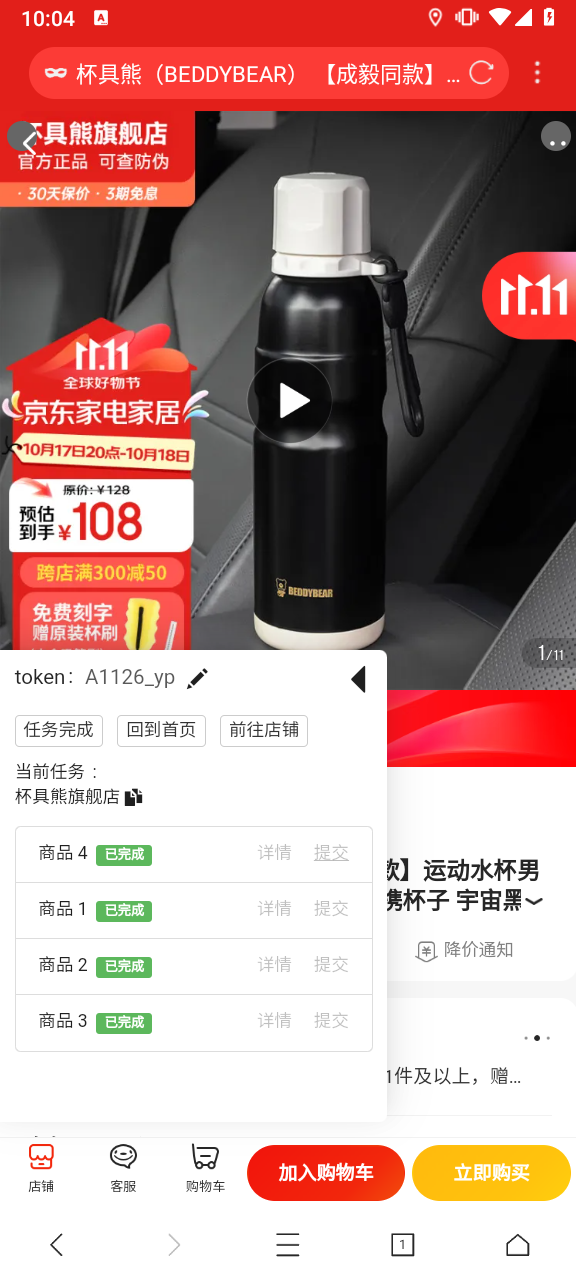 10:04
A
杯具熊（BEDDYBEAR） 【成毅同款】...
杯具熊旗舰店
官方正品 可查防伪
· 30天保价 · 3期免息
11.11
11.11
全球好物节
京东家电家居
10月17日20点-10月18日
原价:￥128
预估
到手￥108
跨店满300减50
免费刻字
赠原装杯刷
BEDDYBEAR
1/11
token： A1126_yp
任务完成 回到首页 前往店铺
当前任务 ：
杯具熊旗舰店
商品 4 已完成 详情 提交
商品 1 已完成 详情 提交
商品 2 已完成 详情 提交
商品 3 已完成 详情 提交
】运动水杯男
携杯子 宇宙黑
降价通知
1件及以上，赠...
店铺 客服 购物车 加入购物车 立即购买
1